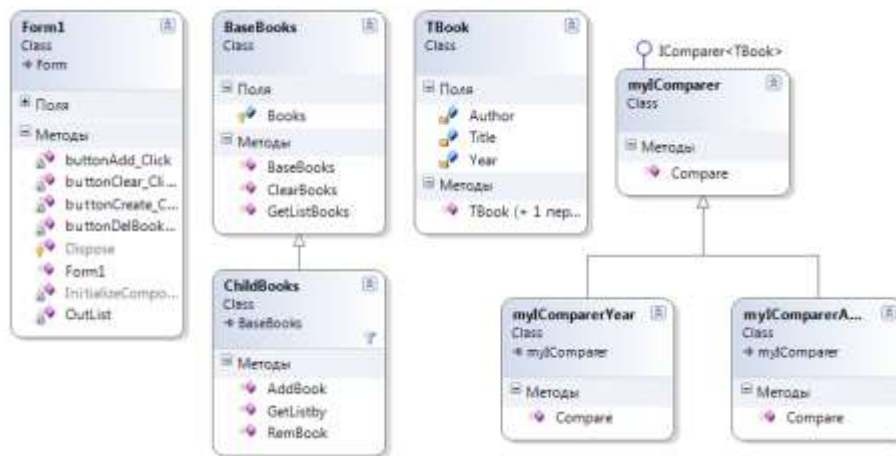 Form1
Class
Form
Поля
Методы
buttonAdd_Click
buttonClear_Cli...
buttonCreate_C...
buttonDelBook...
Dispose
Form1
InitializeCompo...
OutList
BaseBooks
Class
Поля
Books
Методы
BaseBooks
ClearBooks
GetListBooks
ChildBooks
Class
BaseBooks
Методы
AddBook
GetListby
RemBook
TBook
Class
Поля
Author
Title
Year
Методы
TBook (+ 1 пер...
IComparer<TBook>
myIComparer
Class
Методы
Compare
myIComparerYear
Class
myIComparer
Методы
Compare
myIComparerA...
Class
myIComparer
Методы
Compare